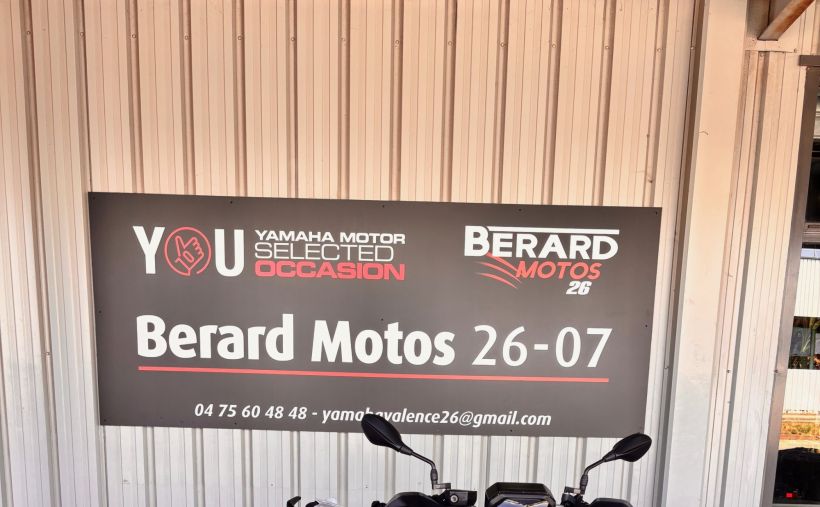 YOU
YAMAHA MOTOR
SELECTED
OCCASION
BERARD
MOTOS
26
Berard Motos 26-07
04 75 60 48 48 - yamahavalence26@gmail.com